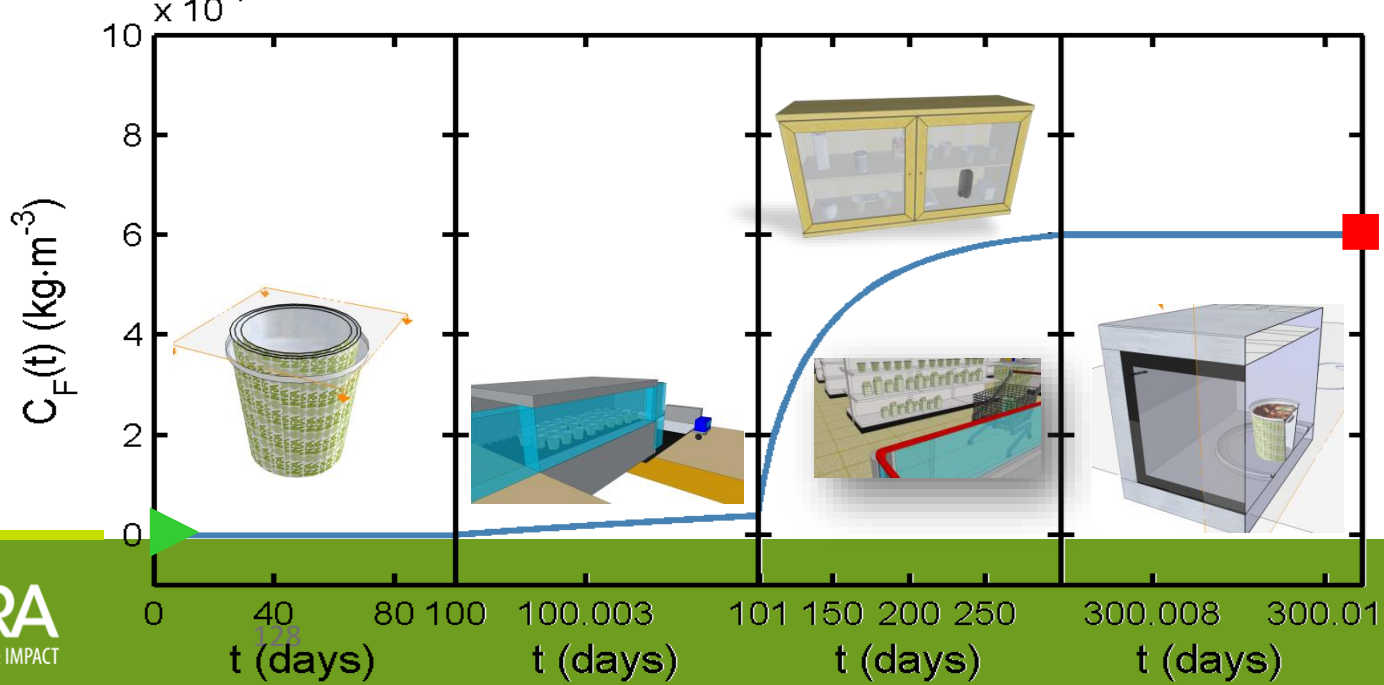 x 10
10
8
6
4
2
0
C_F(t) (kg·m⁻³)
0 40 80 100 100.003 101 150 200 250 300.008 300.01
128
t (days) t (days) t (days) t (days)
RA
IMPACT